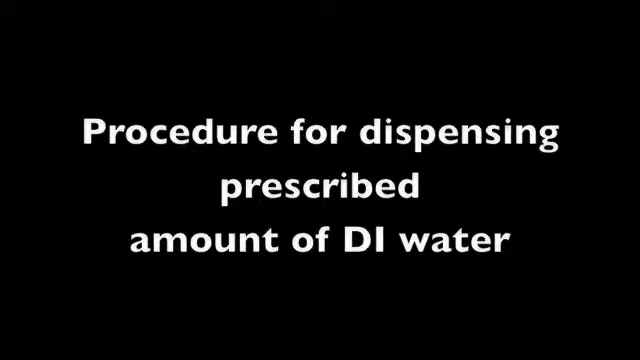 Procedure for dispensing
prescribed
amount of DI water